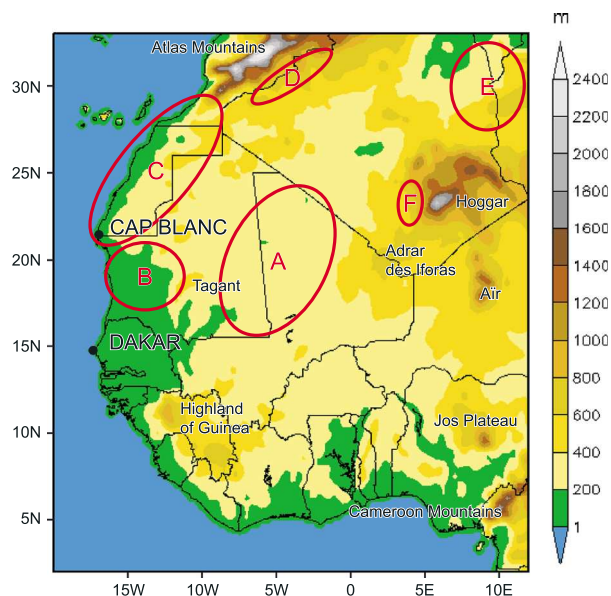 m
Atlas Mountains
D
E
C
F
Hoggar
CAP BLANC
Adrar
des Iforas
A
B
Tagant
Aïr
DAKAR
Highland
of Guinea
Jos Plateau
Cameroon Mountains
30N
25N
20N
15N
10N
5N
15W
10W
5W
0
5E
10E
2400
2200
2000
1800
1600
1400
1200
1000
800
600
400
200
1